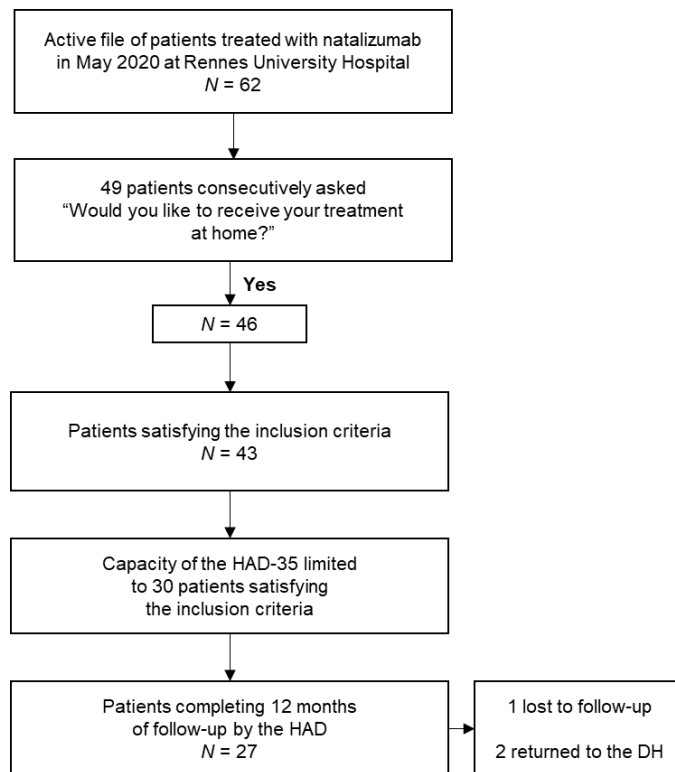 Active file of patients treated with natalizumab
in May 2020 at Rennes University Hospital
N = 62
49 patients consecutively asked
“Would you like to receive your treatment
at home?”
Yes
N = 46
Patients satisfying the inclusion criteria
N = 43
Capacity of the HAD-35 limited
to 30 patients satisfying
the inclusion criteria
Patients completing 12 months
of follow-up by the HAD
N = 27
1 lost to follow-up
2 returned to the DH